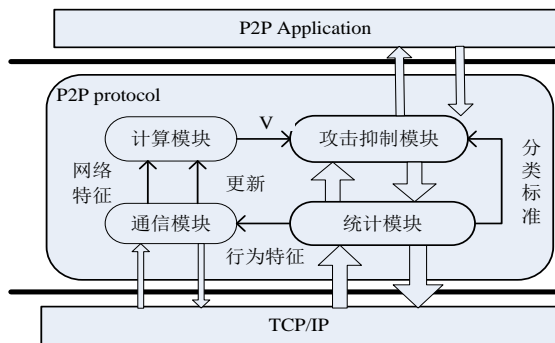 P2P Application
P2P protocol
计算模块
V
攻击抑制模块
网络
特征
更新
分类标准
通信模块
统计模块
行为特征
TCP/IP